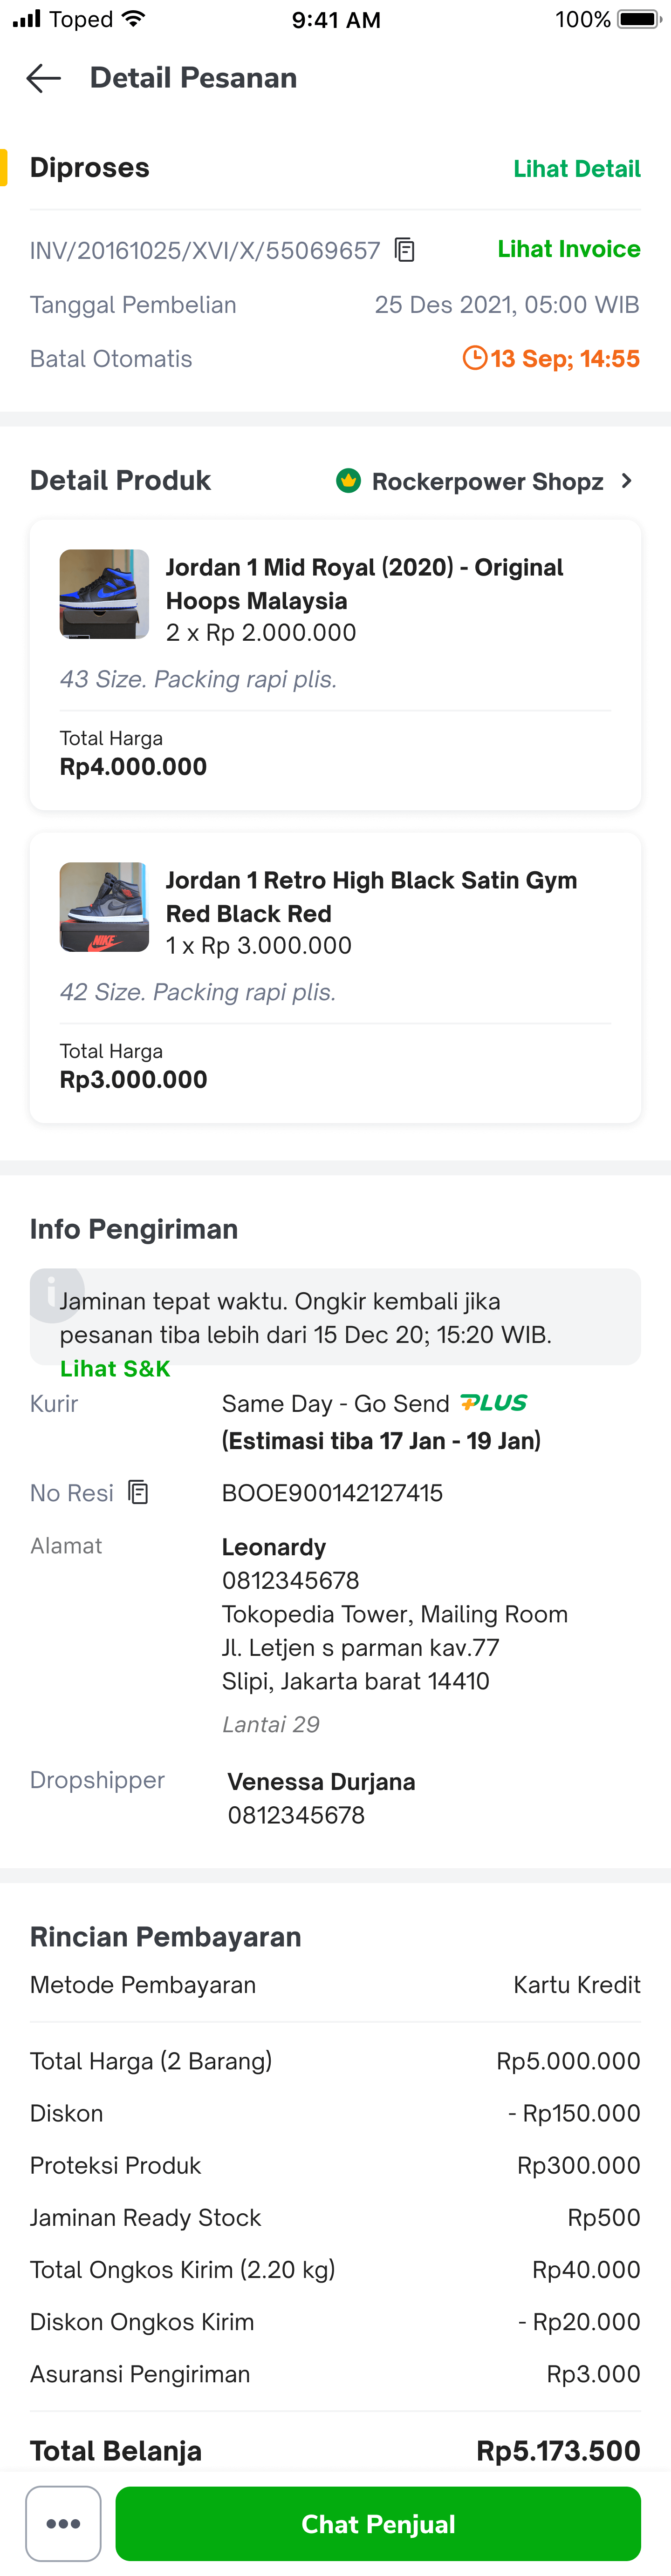 Toped 9:41 AM 100%
Detail Pesanan
Diproses Lihat Detail
INV/20161025/XVI/X/55069657 Lihat Invoice
Tanggal Pembelian 25 Des 2021, 05:00 WIB
Batal Otomatis 13 Sep; 14:55
Detail Produk Rockerpower Shopz
Jordan 1 Mid Royal (2020) - Original
Hoops Malaysia
2 x Rp 2.000.000
43 Size. Packing rapi plis.
Total Harga
Rp4.000.000
Jordan 1 Retro High Black Satin Gym
Red Black Red
1 x Rp 3.000.000
NIKE
42 Size. Packing rapi plis.
Total Harga
Rp3.000.000
Info Pengiriman
Jaminan tepat waktu. Ongkir kembali jika
pesanan tiba lebih dari 15 Dec 20; 15:20 WIB.
Lihat S&K
Kurir Same Day - Go Send PLUS
(Estimasi tiba 17 Jan - 19 Jan)
No Resi BOOE900142127415
Alamat Leonardy
0812345678
Tokopedia Tower, Mailing Room
Jl. Letjen s parman kav.77
Slipi, Jakarta barat 14410
Lantai 29
Dropshipper Venessa Durjana
0812345678
Rincian Pembayaran
Metode Pembayaran Kartu Kredit
Total Harga (2 Barang) Rp5.000.000
Diskon - Rp150.000
Proteksi Produk Rp300.000
Jaminan Ready Stock Rp500
Total Ongkos Kirim (2.20 kg) Rp40.000
Diskon Ongkos Kirim - Rp20.000
Asuransi Pengiriman Rp3.000
Total Belanja Rp5.173.500
Chat Penjual